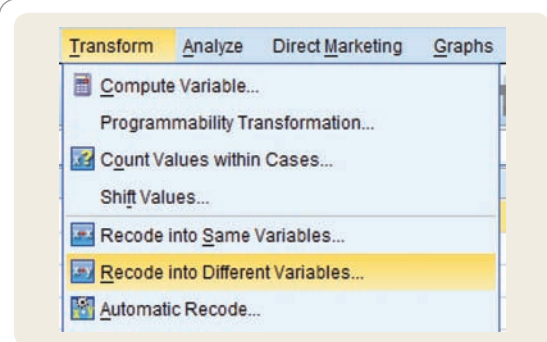 Transform Analyze Direct Marketing Graphs
Compute Variable...
Programmability Transformation...
Count Values within Cases...
Shift Values...
Recode into Same Variables...
Recode into Different Variables...
Automatic Recode...